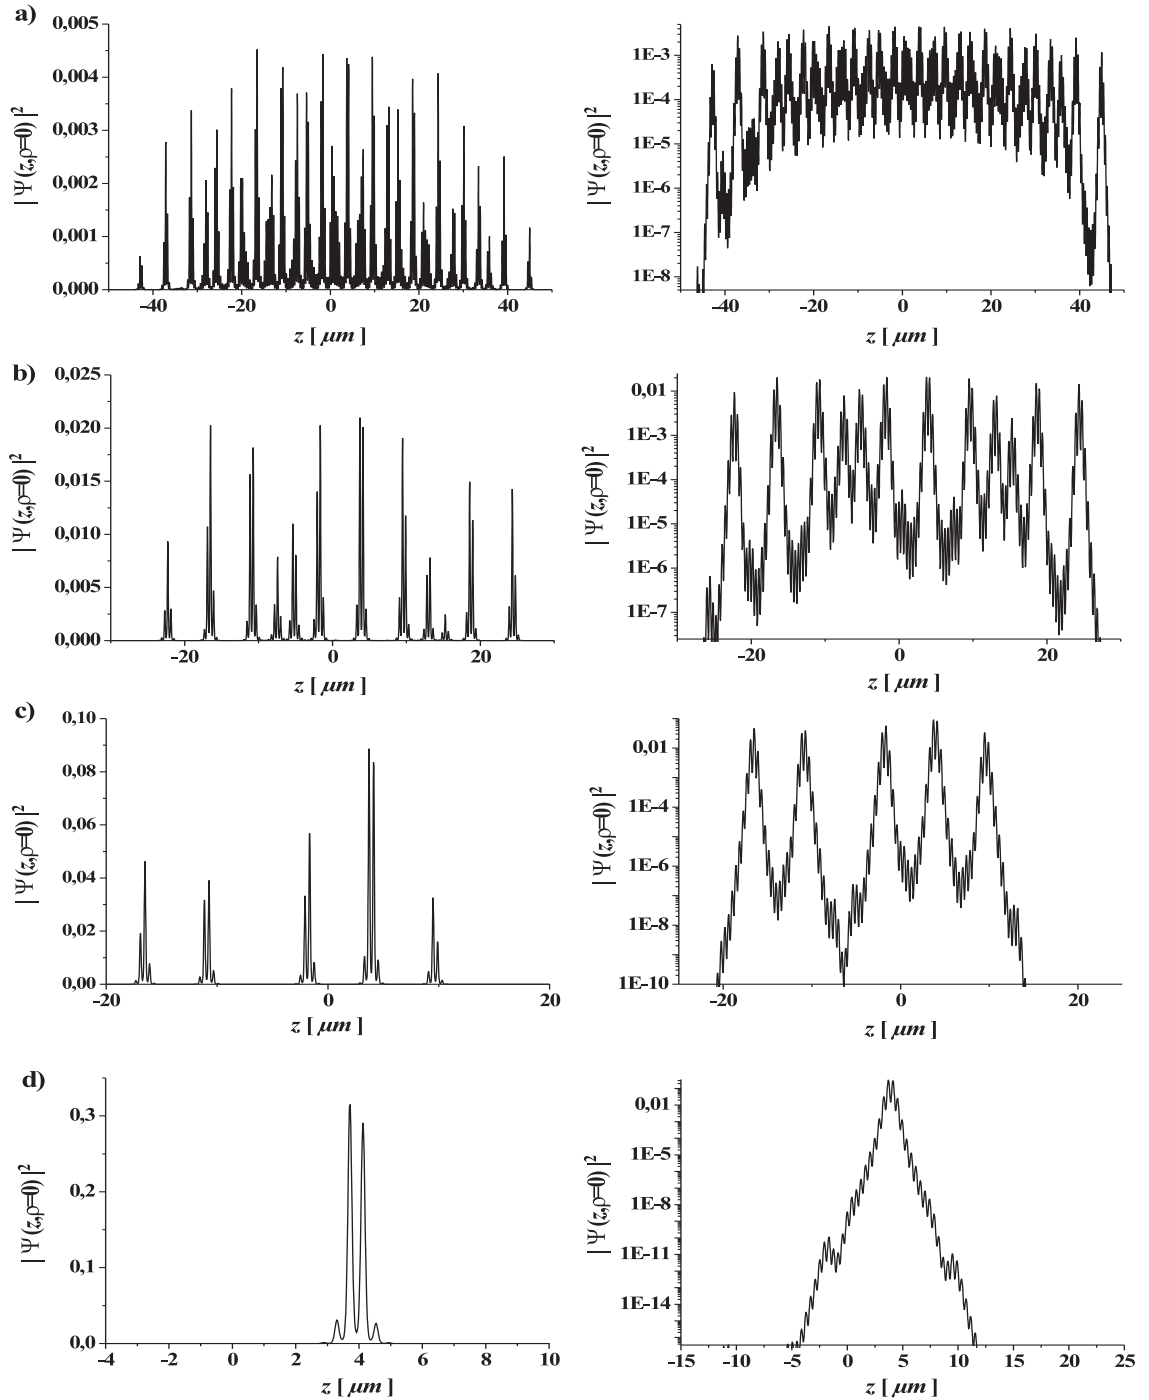 a)
|Ψ(z,ρ=0)|²
0,005
0,004
0,003
0,002
0,001
0,000
-40 -20 0 20 40
z [ μm ]
|Ψ(z,ρ=0)|²
1E-3
1E-4
1E-5
1E-6
1E-7
1E-8
-40 -20 0 20 40
z [ μm ]
b)
|Ψ(z,ρ=0)|²
0,025
0,020
0,015
0,010
0,005
0,000
-20 0 20
z [ μm ]
|Ψ(z,ρ=0)|²
0,01
1E-3
1E-4
1E-5
1E-6
1E-7
-20 0 20
z [ μm ]
c)
|Ψ(z,ρ=0)|²
0,10
0,08
0,06
0,04
0,02
0,00
-20 0 20
z [ μm ]
|Ψ(z,ρ=0)|²
0,01
1E-4
1E-6
1E-8
1E-10
-20 0 20
z [ μm ]
d)
|Ψ(z,ρ=0)|²
0,3
0,2
0,1
0,0
-4 -2 0 2 4 6 8 10
z [ μm ]
|Ψ(z,ρ=0)|²
0,01
1E-5
1E-8
1E-11
1E-14
-15 -10 -5 0 5 10 15 20 25
z [ μm ]